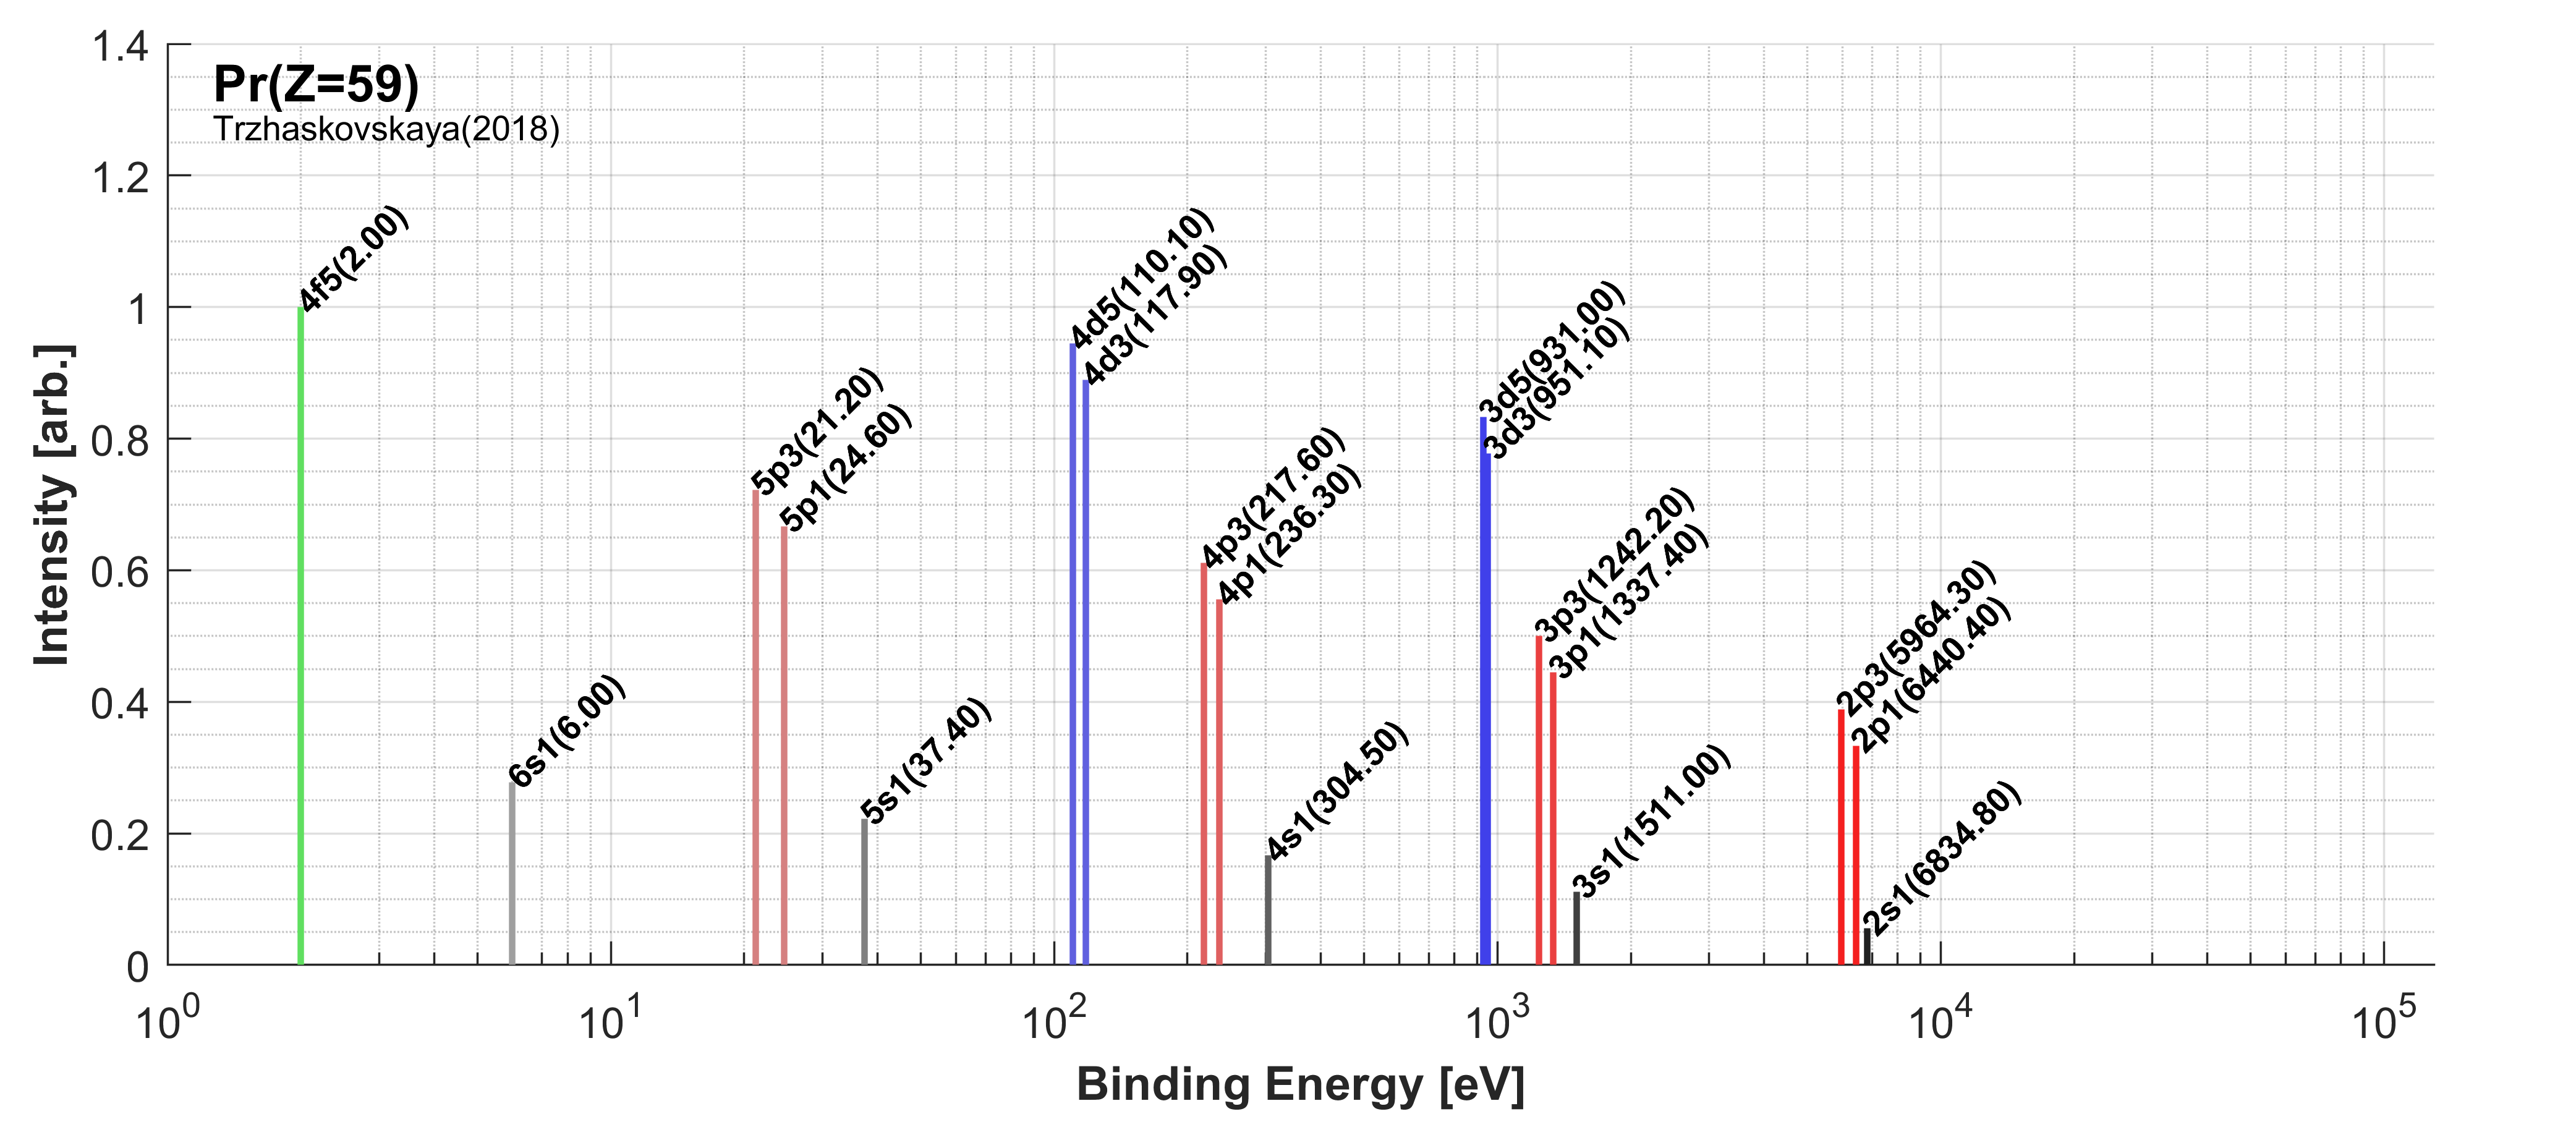 Pr(Z=59)
Trzhaskovskaya(2018)
Intensity [arb.]
1.4
1.2
1
0.8
0.6
0.4
0.2
0
4f5(2.00)
6s1(6.00)
5p3(21.20)
5p1(24.60)
5s1(37.40)
4d5(110.10)
4d3(117.90)
4p3(217.60)
4p1(236.30)
4s1(304.50)
3d5(931.00)
3d3(951.10)
3p3(1242.20)
3p1(1337.40)
3s1(1511.00)
2p3(5964.30)
2p1(6440.40)
2s1(6834.80)
10^0 10^1 10^2 10^3 10^4 10^5
Binding Energy [eV]